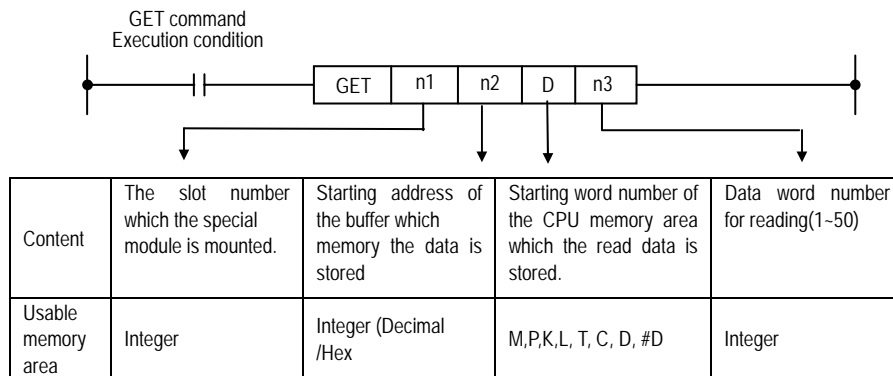 GET command
Execution condition
GET n1 n2 D n3
Content
The slot number
which the special
module is mounted.
Starting address of
the buffer which
memory the data is
stored
Starting word number of
the CPU memory area
which the read data is
stored.
Data word number
for reading(1~50)
Usable
memory
area
Integer
Integer (Decimal
/Hex
M,P,K,L, T, C, D, #D
Integer